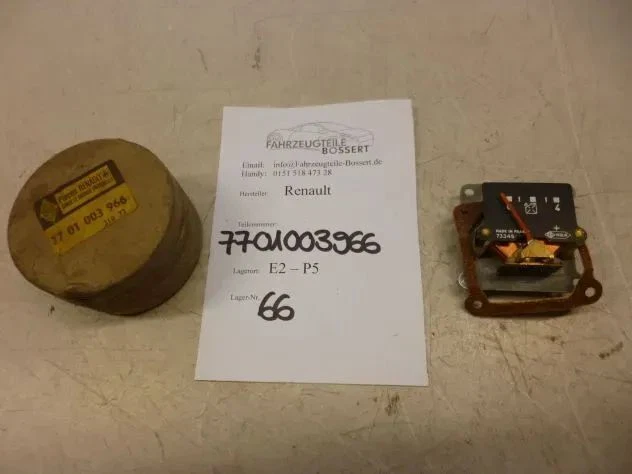 PIÈCES RENAULT
77 01 003 966
FAHRZEUGTEILE
BOSSERT
Email: info@Fahrzeugteile-Bossert.de
Handy: 0151 518 473 28
Hersteller: Renault
Teilenummer:
7701003966
Lagerort: E2 – P5
Lager-Nr.
66
4
+
MADE IN FRANCE